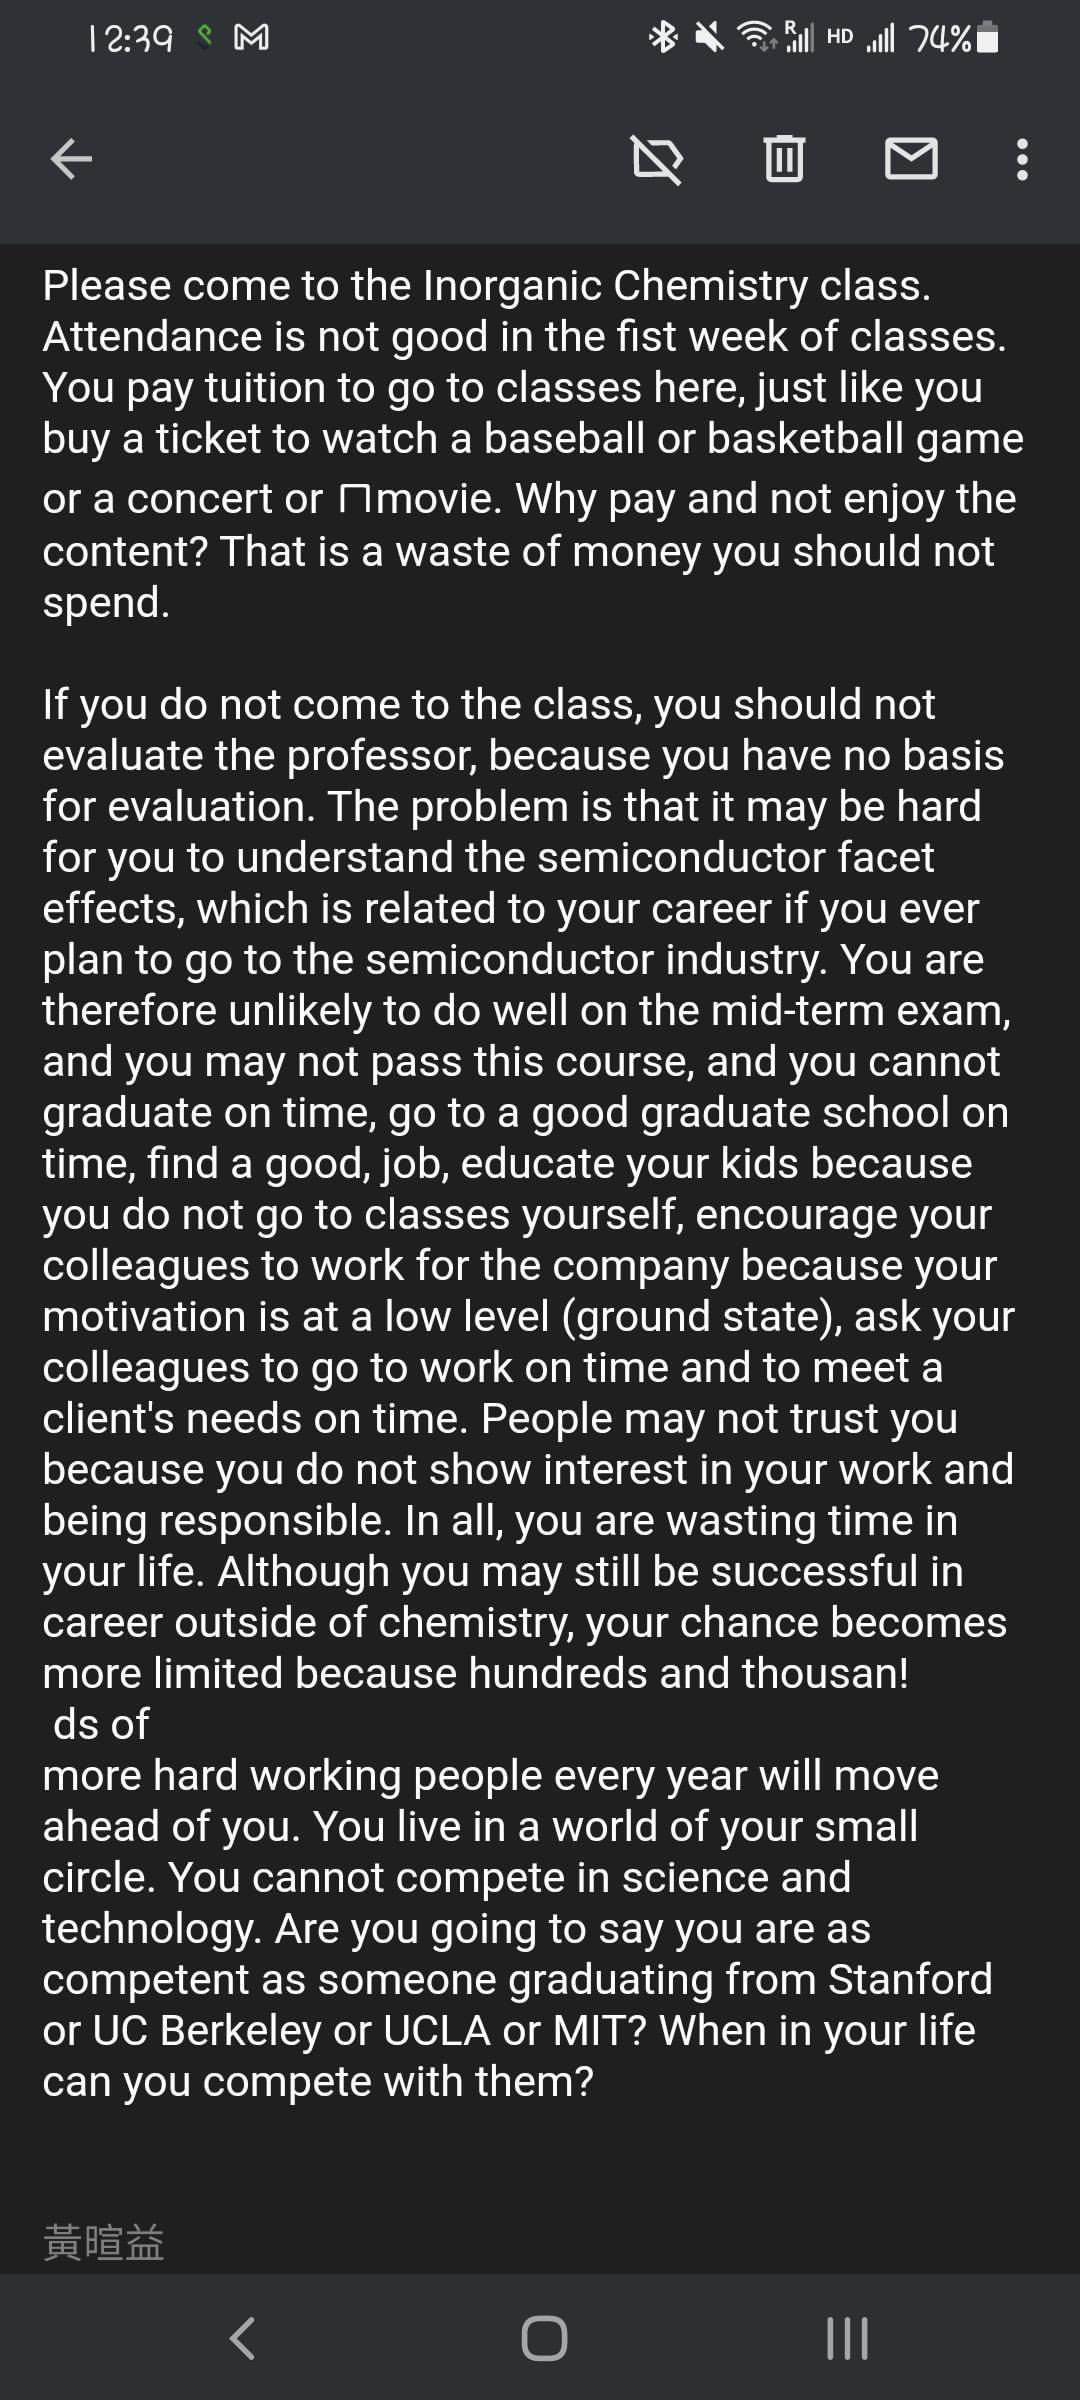 12:39
R HD 74%
Please come to the Inorganic Chemistry class.
Attendance is not good in the fist week of classes.
You pay tuition to go to classes here, just like you
buy a ticket to watch a baseball or basketball game
or a concert or ㄇmovie. Why pay and not enjoy the
content? That is a waste of money you should not
spend.
If you do not come to the class, you should not
evaluate the professor, because you have no basis
for evaluation. The problem is that it may be hard
for you to understand the semiconductor facet
effects, which is related to your career if you ever
plan to go to the semiconductor industry. You are
therefore unlikely to do well on the mid-term exam,
and you may not pass this course, and you cannot
graduate on time, go to a good graduate school on
time, find a good, job, educate your kids because
you do not go to classes yourself, encourage your
colleagues to work for the company because your
motivation is at a low level (ground state), ask your
colleagues to go to work on time and to meet a
client's needs on time. People may not trust you
because you do not show interest in your work and
being responsible. In all, you are wasting time in
your life. Although you may still be successful in
career outside of chemistry, your chance becomes
more limited because hundreds and thousan!
ds of
more hard working people every year will move
ahead of you. You live in a world of your small
circle. You cannot compete in science and
technology. Are you going to say you are as
competent as someone graduating from Stanford
or UC Berkeley or UCLA or MIT? When in your life
can you compete with them?
黃暄益